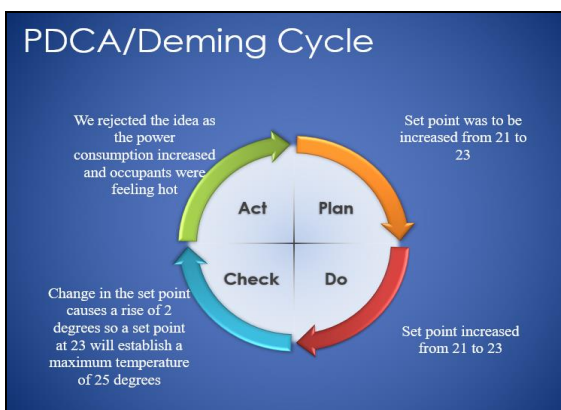 PDCA/Deming Cycle
We rejected the idea as
the power
consumption increased
and occupants were
feeling hot
Set point was to be
increased from 21 to
23
Act
Plan
Check
Do
Change in the set point
causes a rise of 2
degrees so a set point
at 23 will establish a
maximum temperature
of 25 degrees
Set point increased
from 21 to 23